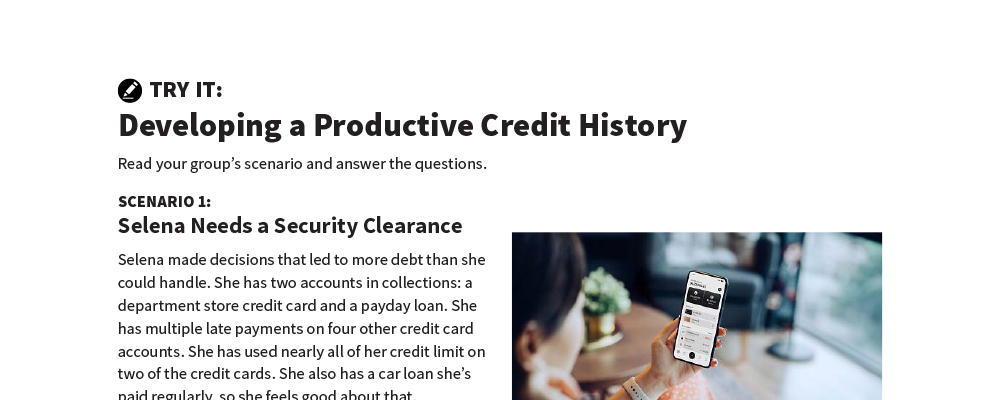 TRY IT:
Developing a Productive Credit History
Read your group’s scenario and answer the questions.
SCENARIO 1:
Selena Needs a Security Clearance
Selena made decisions that led to more debt than she
could handle. She has two accounts in collections: a
department store credit card and a payday loan. She
has multiple late payments on four other credit card
accounts. She has used nearly all of her credit limit on
two of the credit cards. She also has a car loan she’s
paid regularly, so she feels good about that.